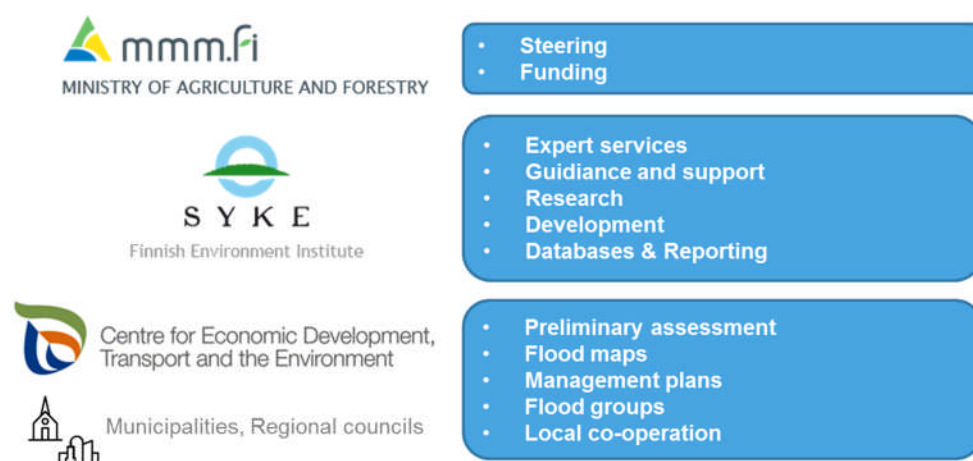 mmm.fi
MINISTRY OF AGRICULTURE AND FORESTRY
• Steering
• Funding
SYKE
Finnish Environment Institute
• Expert services
• Guidiance and support
• Research
• Development
• Databases & Reporting
Centre for Economic Development,
Transport and the Environment
Municipalities, Regional councils
• Preliminary assessment
• Flood maps
• Management plans
• Flood groups
• Local co-operation